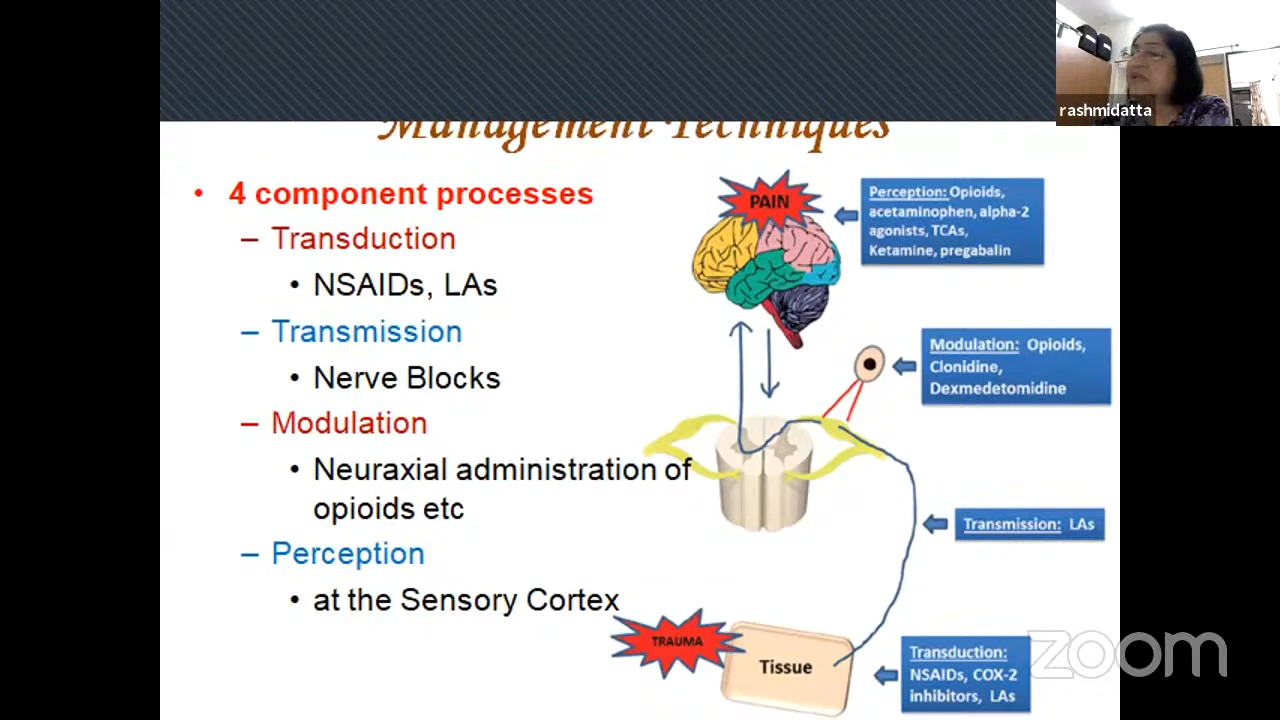 rashmidatta
Management Techniques
• 4 component processes
– Transduction
• NSAIDs, LAs
– Transmission
• Nerve Blocks
– Modulation
• Neuraxial administration of
opioids etc
– Perception
• at the Sensory Cortex
PAIN
Perception: Opioids,
acetaminophen, alpha-2
agonists, TCAs,
Ketamine, pregabalin
Modulation: Opioids,
Clonidine,
Dexmedetomidine
Transmission: LAs
TRAUMA
Tissue
Transduction:
NSAIDs, COX-2
inhibitors, LAs
zoom